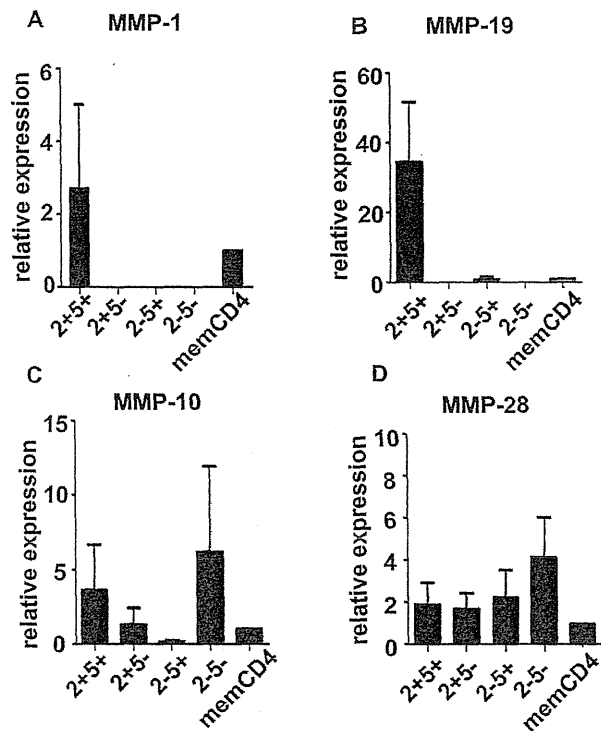 A
MMP-1
relative expression
6
4
2
0
2+5+
2+5-
2-5+
2-5-
memCD4
B
MMP-19
relative expression
60
40
20
0
2+5+
2+5-
2-5+
2-5-
memCD4
C
MMP-10
relative expression
15
10
5
0
2+5+
2+5-
2-5+
2-5-
memCD4
D
MMP-28
relative expression
10
8
6
4
2
0
2+5+
2+5-
2-5+
2-5-
memCD4